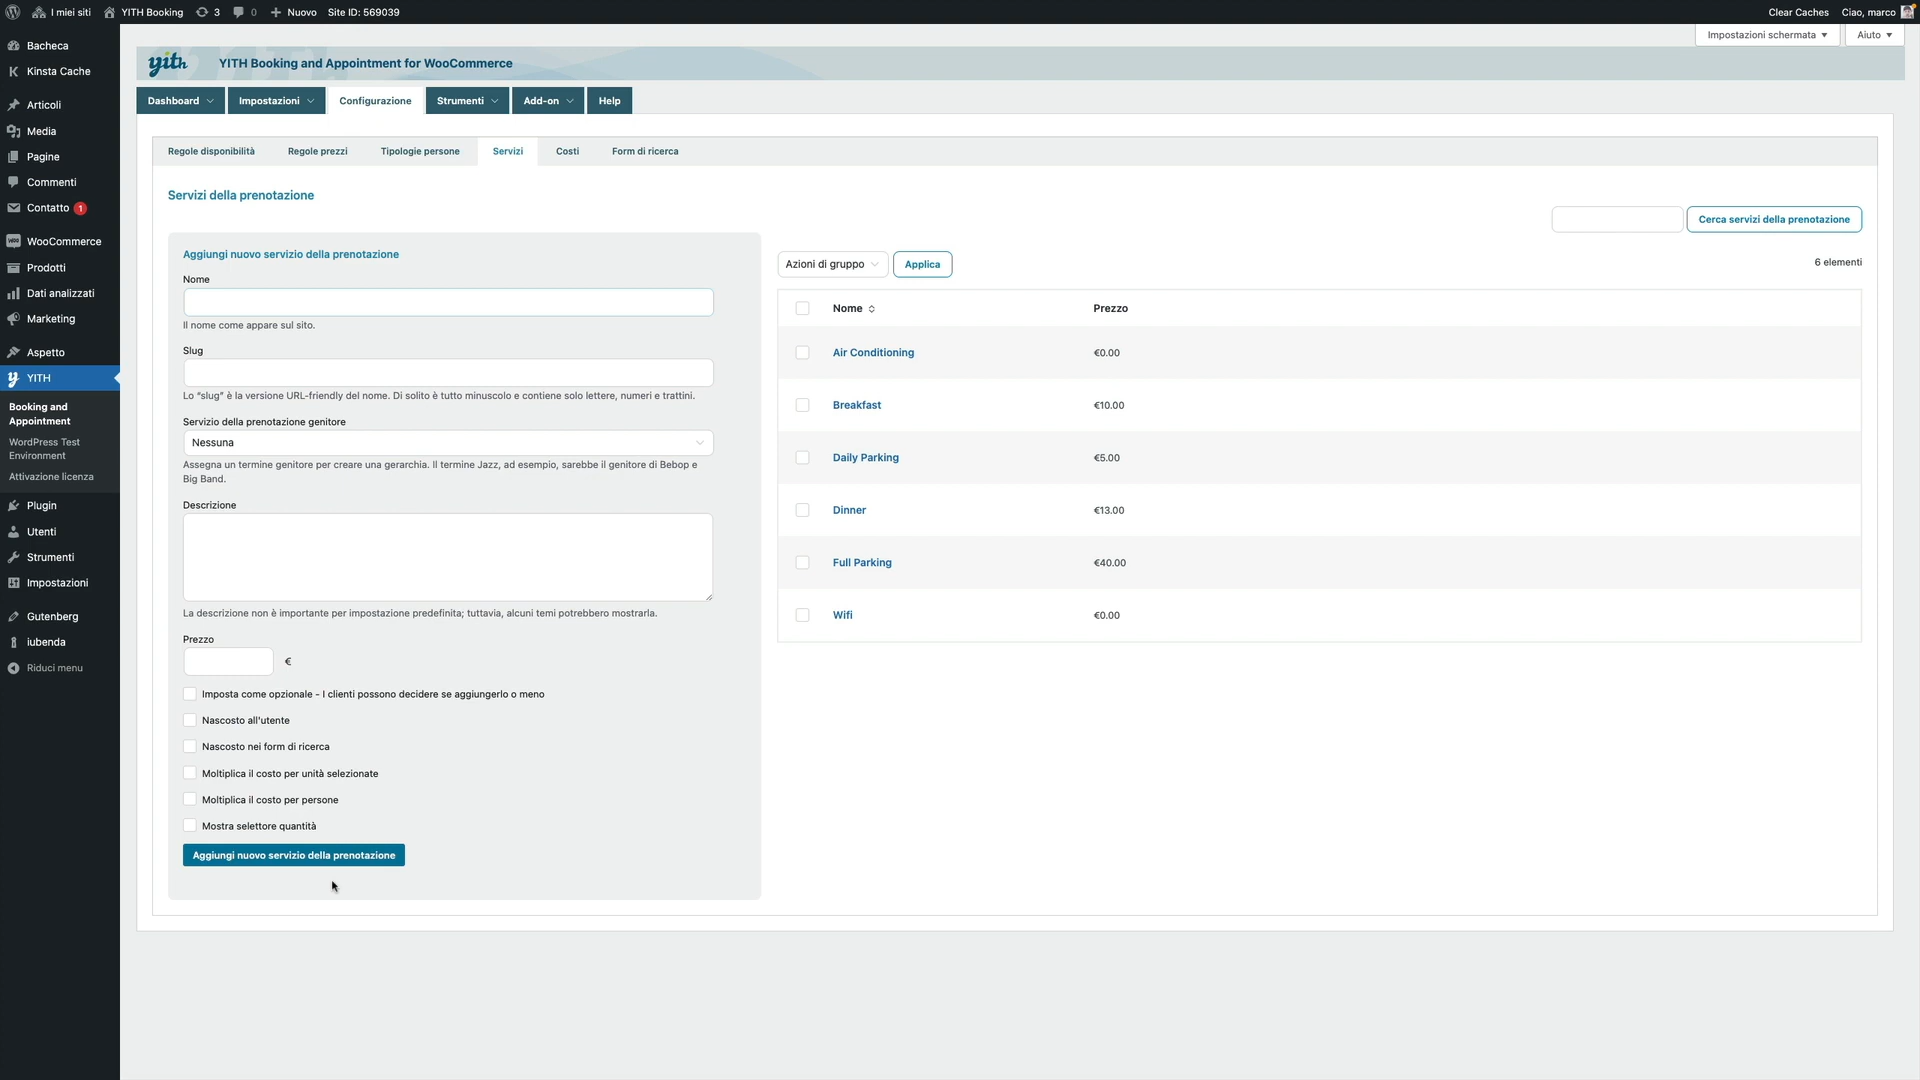 I miei siti
YITH Booking
3
0
Nuovo
Site ID: 569039
Clear Caches
Ciao, marco
Bacheca
Kinsta Cache
Articoli
Media
Pagine
Commenti
Contatto 1
WooCommerce
Prodotti
Dati analizzati
Marketing
Aspetto
YITH
Booking and
Appointment
WordPress Test
Environment
Attivazione licenza
Plugin
Utenti
Strumenti
Impostazioni
Gutenberg
iubenda
Riduci menu
Impostazioni schermata
Aiuto
yith
YITH Booking and Appointment for WooCommerce
Dashboard
Impostazioni
Configurazione
Strumenti
Add-on
Help
Regole disponibilità
Regole prezzi
Tipologie persone
Servizi
Costi
Form di ricerca
Servizi della prenotazione
Cerca servizi della prenotazione
Aggiungi nuovo servizio della prenotazione
Nome
Il nome come appare sul sito.
Slug
Lo “slug” è la versione URL-friendly del nome. Di solito è tutto minuscolo e contiene solo lettere, numeri e trattini.
Servizio della prenotazione genitore
Nessuna
Assegna un termine genitore per creare una gerarchia. Il termine Jazz, ad esempio, sarebbe il genitore di Bebop e
Big Band.
Descrizione
La descrizione non è importante per impostazione predefinita; tuttavia, alcuni temi potrebbero mostrarla.
Prezzo
€
Imposta come opzionale - I clienti possono decidere se aggiungerlo o meno
Nascosto all'utente
Nascosto nei form di ricerca
Moltiplica il costo per unità selezionate
Moltiplica il costo per persone
Mostra selettore quantità
Aggiungi nuovo servizio della prenotazione
Azioni di gruppo
Applica
6 elementi
Nome Prezzo
Air Conditioning €0.00
Breakfast €10.00
Daily Parking €5.00
Dinner €13.00
Full Parking €40.00
Wifi €0.00